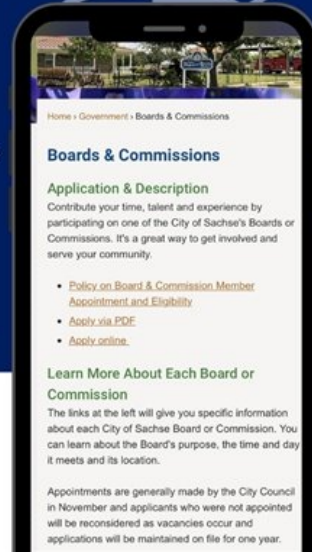 Home › Government › Boards & Commissions
Boards & Commissions
Application & Description
Contribute your time, talent and experience by
participating on one of the City of Sachse's Boards or
Commissions. It's a great way to get involved and
serve your community.
• Policy on Board & Commission Member
Appointment and Eligibility
• Apply via PDF
• Apply online
Learn More About Each Board or
Commission
The links at the left will give you specific information
about each City of Sachse Board or Commission. You
can learn about the Board's purpose, the time and day
it meets and its location.
Appointments are generally made by the City Council
in November and applicants who were not appointed
will be reconsidered as vacancies occur and
applications will be maintained on file for one year.